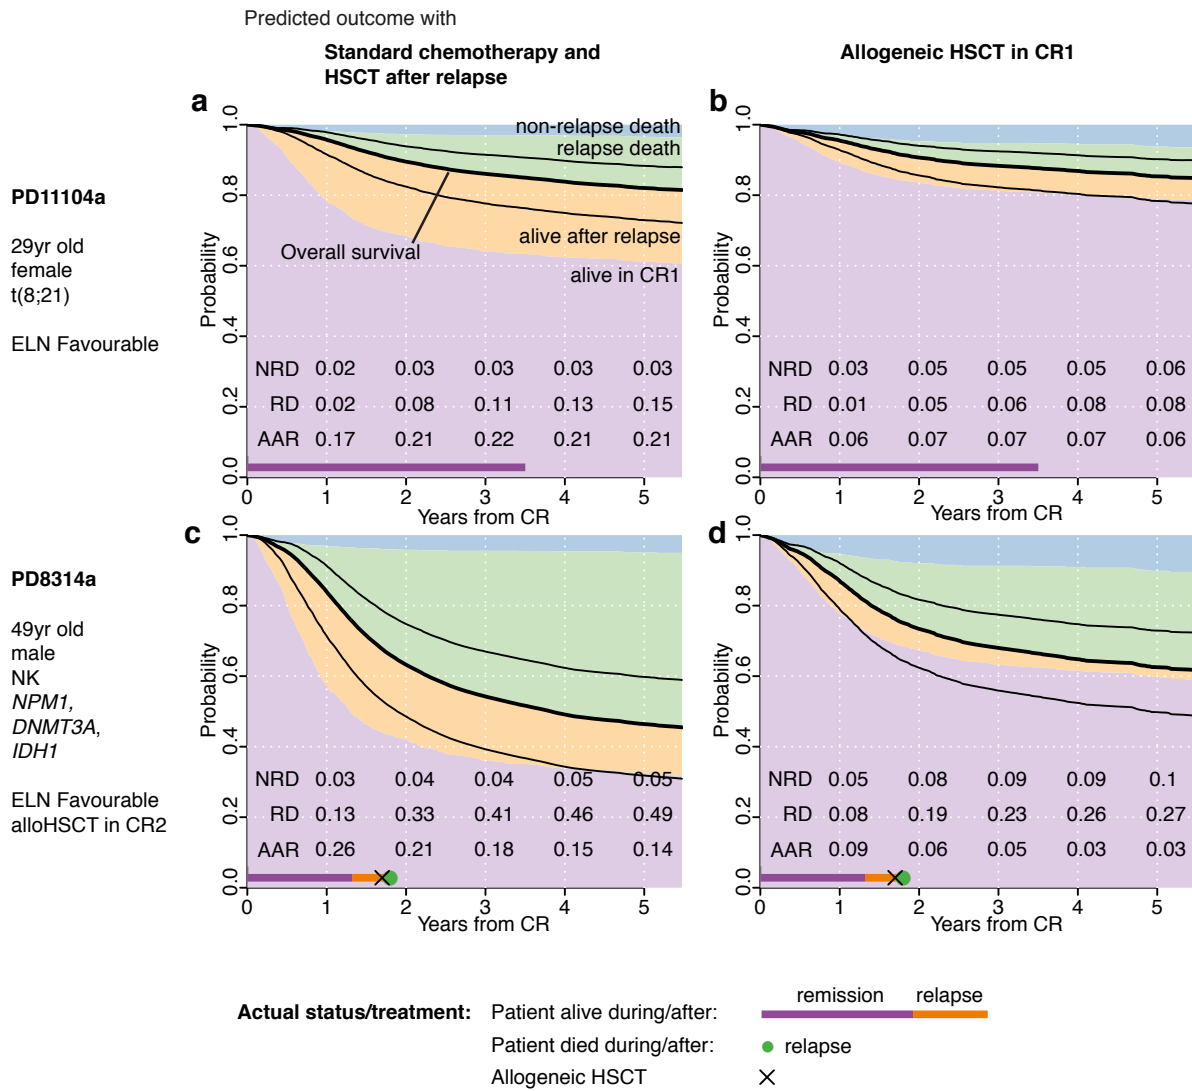 Predicted outcome with
Standard chemotherapy and
HSCT after relapse
Allogeneic HSCT in CR1
PD11104a
29yr old
female
t(8;21)
ELN Favourable
a
Probability
1.0
0.8
0.6
0.4
0.2
0.0
non-relapse death
relapse death
Overall survival
alive after relapse
alive in CR1
NRD 0.02 0.03 0.03 0.03 0.03
RD 0.02 0.08 0.11 0.13 0.15
AAR 0.17 0.21 0.22 0.21 0.21
0 1 2 3 4 5
Years from CR
b
Probability
1.0
0.8
0.6
0.4
0.2
0.0
NRD 0.03 0.05 0.05 0.05 0.06
RD 0.01 0.05 0.06 0.08 0.08
AAR 0.06 0.07 0.07 0.07 0.06
0 1 2 3 4 5
Years from CR
PD8314a
49yr old
male
NK
NPM1,
DNMT3A,
IDH1
ELN Favourable
alloHSCT in CR2
c
Probability
1.0
0.8
0.6
0.4
0.2
0.0
NRD 0.03 0.04 0.04 0.05 0.05
RD 0.13 0.33 0.41 0.46 0.49
AAR 0.26 0.21 0.18 0.15 0.14
0 1 2 3 4 5
Years from CR
d
Probability
1.0
0.8
0.6
0.4
0.2
0.0
NRD 0.05 0.08 0.09 0.09 0.1
RD 0.08 0.19 0.23 0.26 0.27
AAR 0.09 0.06 0.05 0.03 0.03
0 1 2 3 4 5
Years from CR
remission relapse
Actual status/treatment: Patient alive during/after:
Patient died during/after: relapse
Allogeneic HSCT